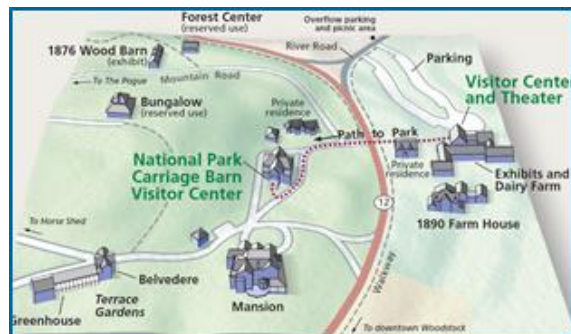 Forest Center
(reserved use)
Overflow parking
and picnic area
1876 Wood Barn
(exhibit)
River Road
Parking
To The Pogue
Mountain Road
Visitor Center
and Theater
Bungalow
(reserved use)
Private
residence
Path to Park
National Park
Carriage Barn
Visitor Center
Private
residence
Exhibits and
Dairy Farm
12
1890 Farm House
To Horse Shed
Belvedere
Terrace
Gardens
Mansion
Walkway
Greenhouse
To downtown Woodstock